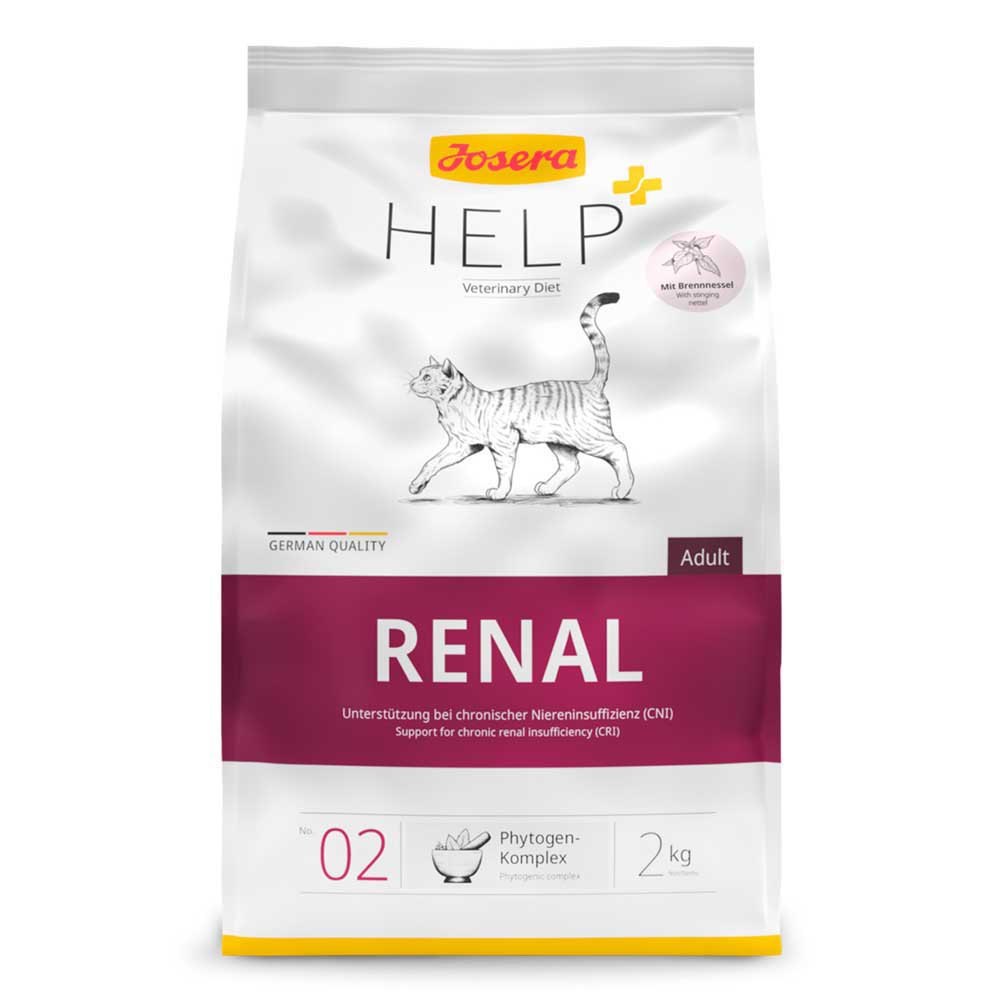 Josera
HELP
Veterinary Diet
Mit Brennnessel
With stinging
nettel
GERMAN QUALITY
Adult
RENAL
Unterstützung bei chronischer Niereninsuffizienz (CNI)
Support for chronic renal insufficiency (CRI)
No.
02
Phytogen-
Komplex
Phytogenic complex
2 kg